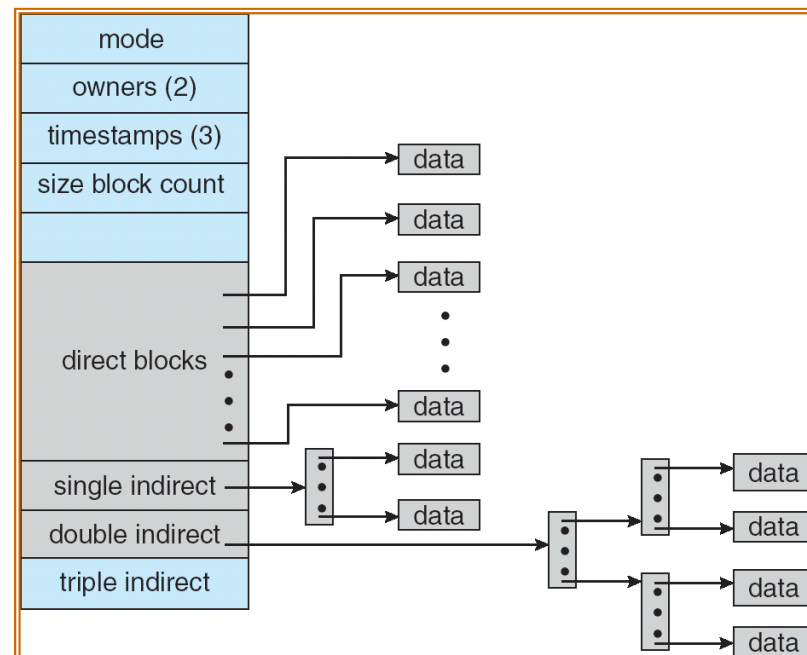 mode
owners (2)
timestamps (3)
size block count
data
data
data
direct blocks
data
single indirect
data
data
double indirect
triple indirect
data
data
data
data